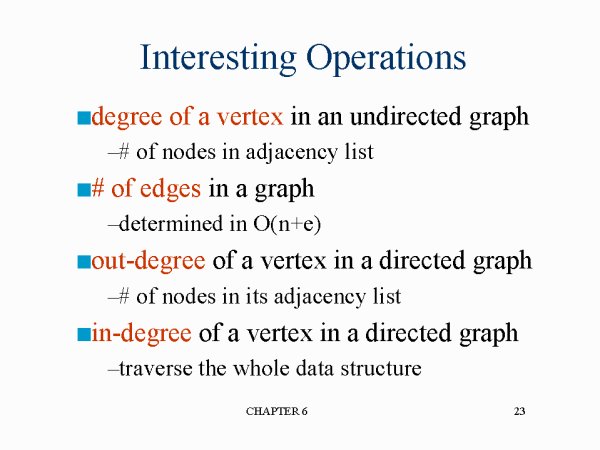 Interesting Operations
■degree of a vertex in an undirected graph
–# of nodes in adjacency list
■# of edges in a graph
–determined in O(n+e)
■out-degree of a vertex in a directed graph
–# of nodes in its adjacency list
■in-degree of a vertex in a directed graph
–traverse the whole data structure
CHAPTER 6 23